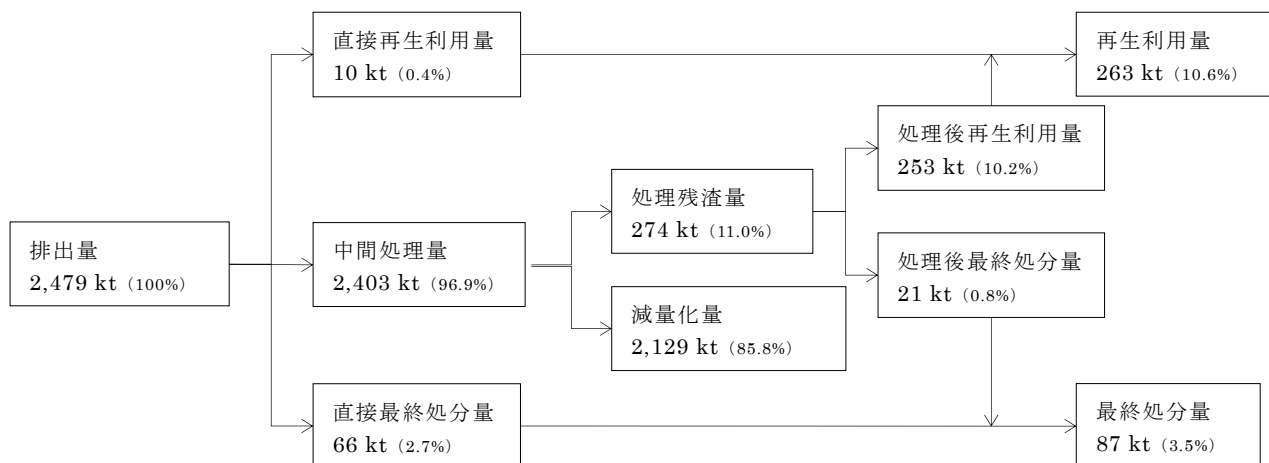 直接再生利用量
10 kt（0.4%）
再生利用量
263 kt（10.6%）
処理後再生利用量
253 kt（10.2%）
処理残渣量
274 kt（11.0%）
排出量
2,479 kt（100%）
中間処理量
2,403 kt（96.9%）
処理後最終処分量
21 kt（0.8%）
減量化量
2,129 kt（85.8%）
直接最終処分量
66 kt（2.7%）
最終処分量
87 kt（3.5%）